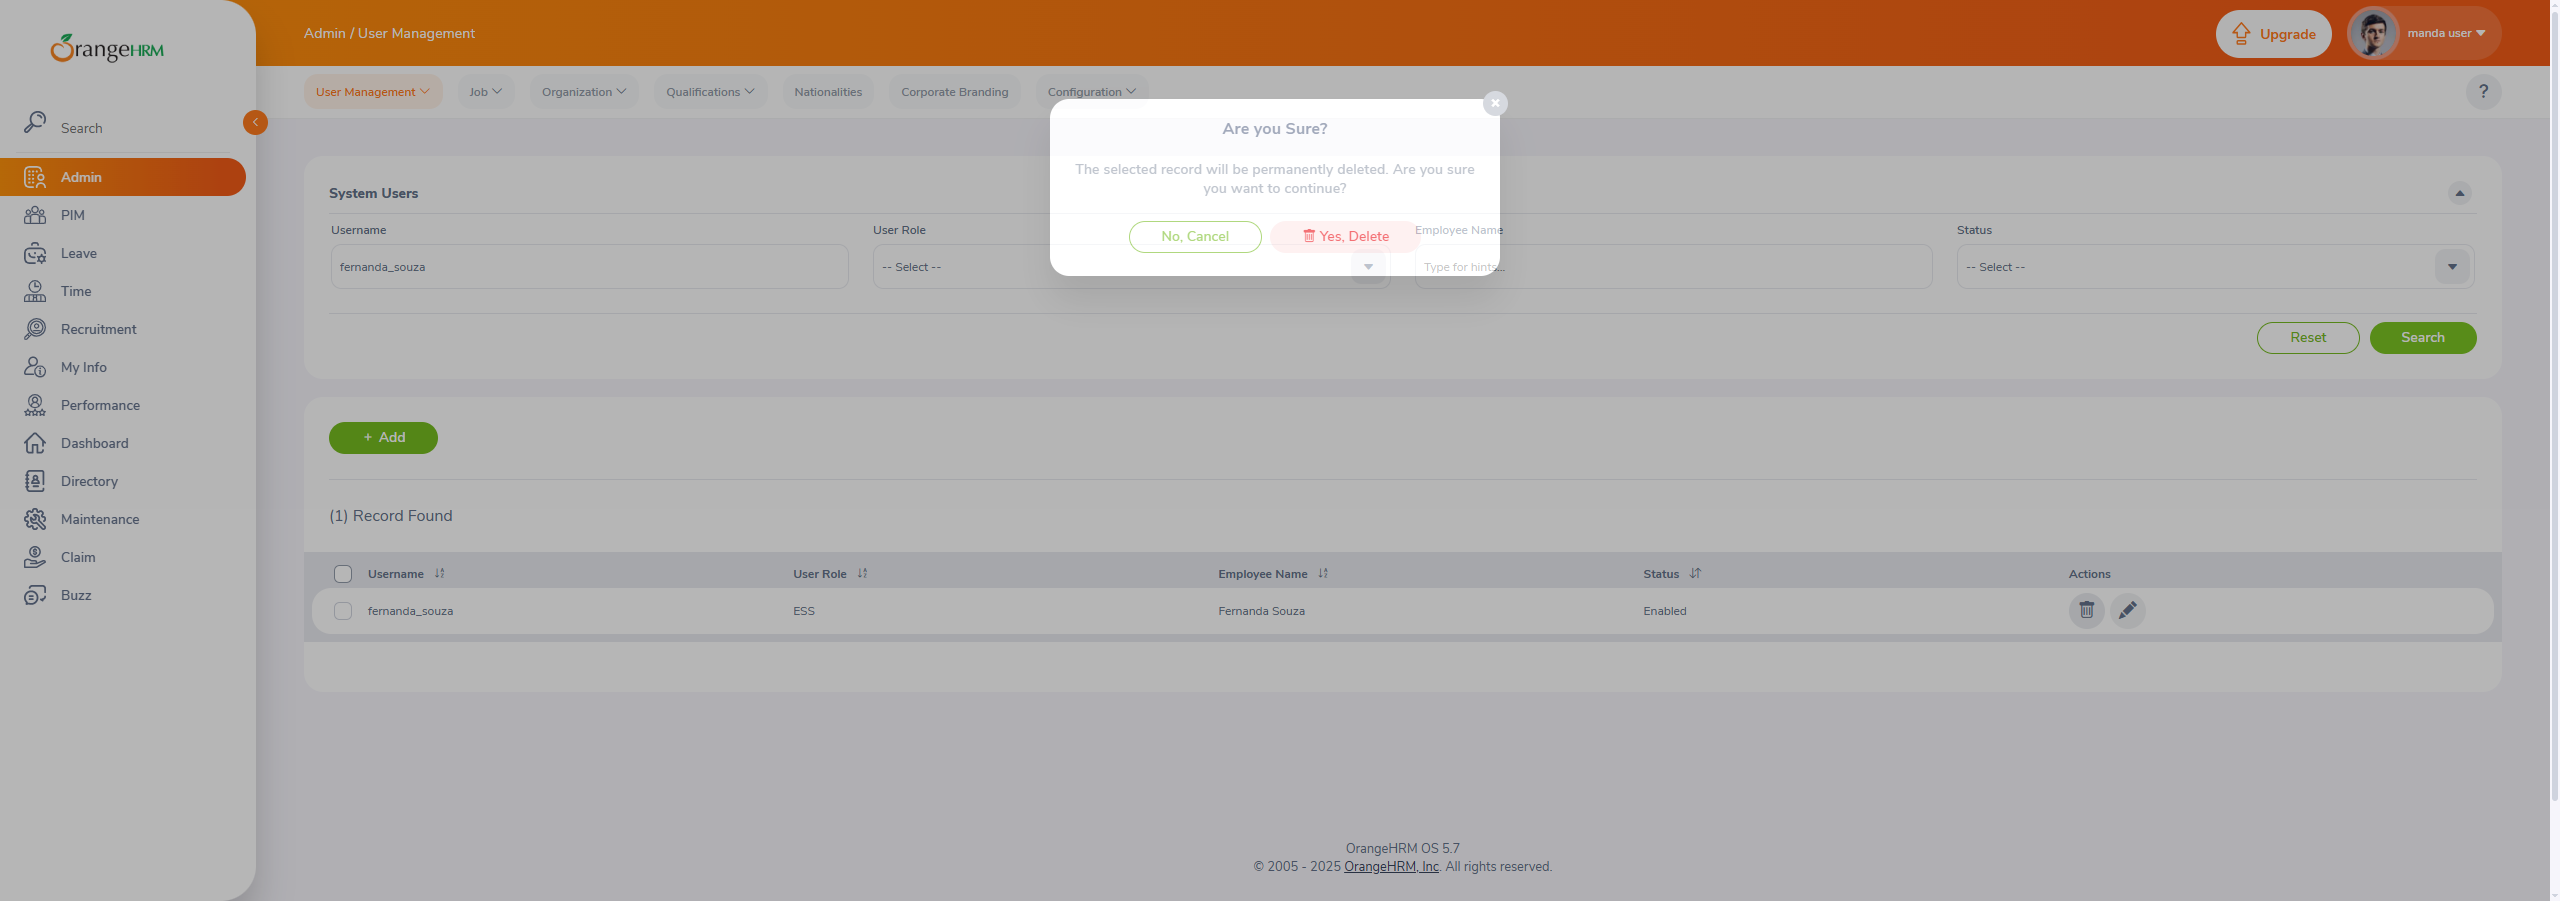 OrangeHRM
Admin / User Management
Upgrade
manda user
User Management
Job
Organization
Qualifications
Nationalities
Corporate Branding
Configuration
?
Search
Admin
PIM
Leave
Time
Recruitment
My Info
Performance
Dashboard
Directory
Maintenance
Claim
Buzz
Are you Sure?
The selected record will be permanently deleted. Are you sure
you want to continue?
No, Cancel
Yes, Delete
System Users
Username
User Role
Employee Name
Status
fernanda_souza
-- Select --
Type for hints...
-- Select --
Reset
Search
+ Add
(1) Record Found
Username
User Role
Employee Name
Status
Actions
fernanda_souza
ESS
Fernanda Souza
Enabled
OrangeHRM OS 5.7
© 2005 - 2025 OrangeHRM, Inc. All rights reserved.